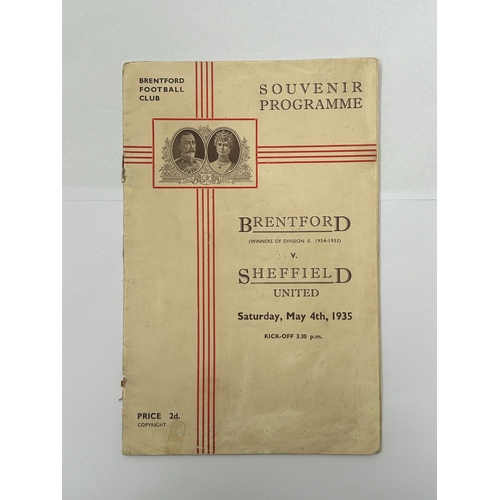 BRENTFORD
FOOTBALL
CLUB
SOUVENIR
PROGRAMME
BRENTFORD
(WINNERS OF DIVISION II. 1934-1935)
v.
SHEFFIELD
UNITED
Saturday, May 4th, 1935
KICK-OFF 3.30 p.m.
PRICE 2d.
COPYRIGHT